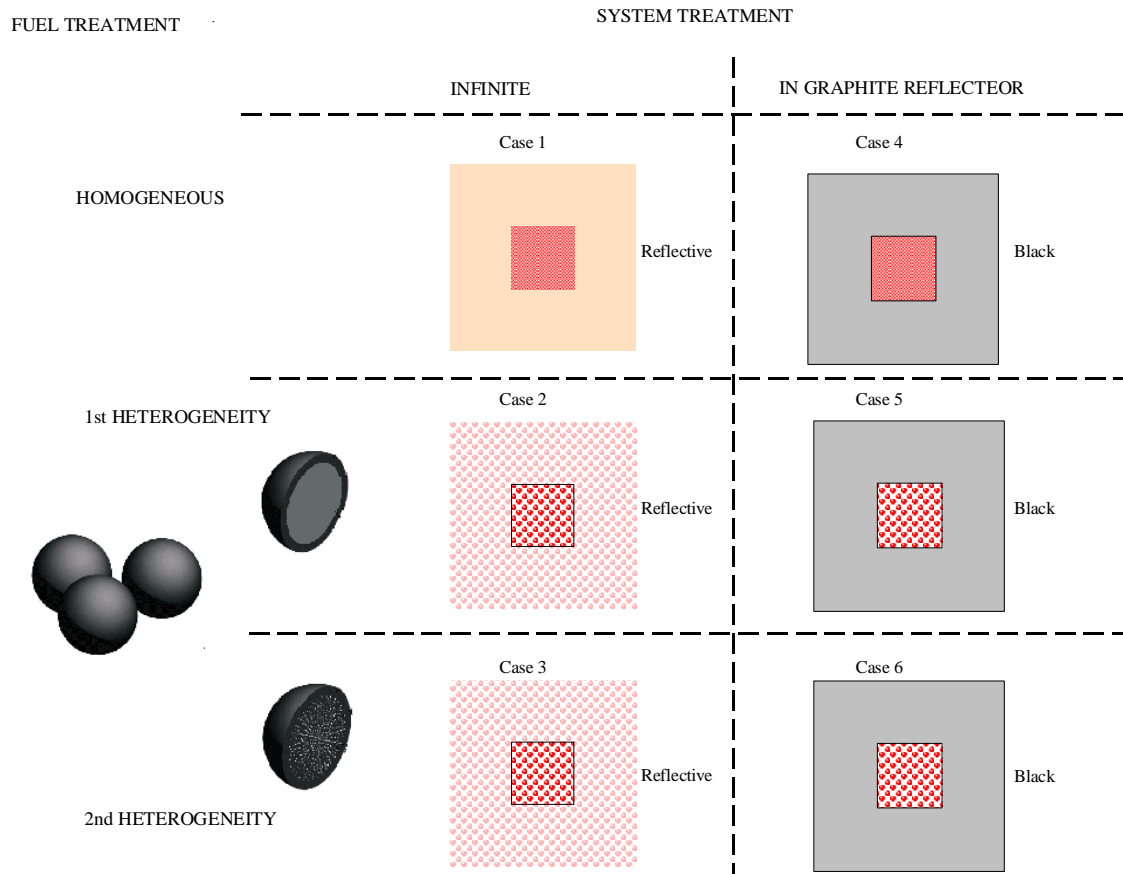 FUEL TREATMENT
SYSTEM TREATMENT
INFINITE
IN GRAPHITE REFLECTEOR
Case 1
Case 4
HOMOGENEOUS
Reflective
Black
Case 2
Case 5
1st HETEROGENEITY
Reflective
Black
Case 3
Case 6
Reflective
Black
2nd HETEROGENEITY